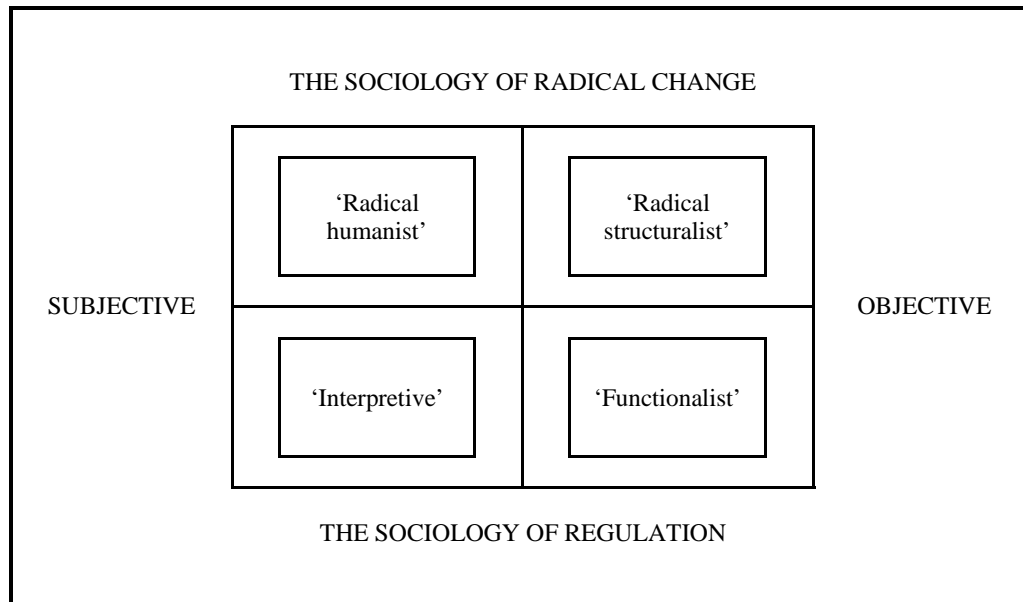 THE SOCIOLOGY OF RADICAL CHANGE
‘Radical
humanist’
‘Radical
structuralist’
SUBJECTIVE
OBJECTIVE
‘Interpretive’
‘Functionalist’
THE SOCIOLOGY OF REGULATION